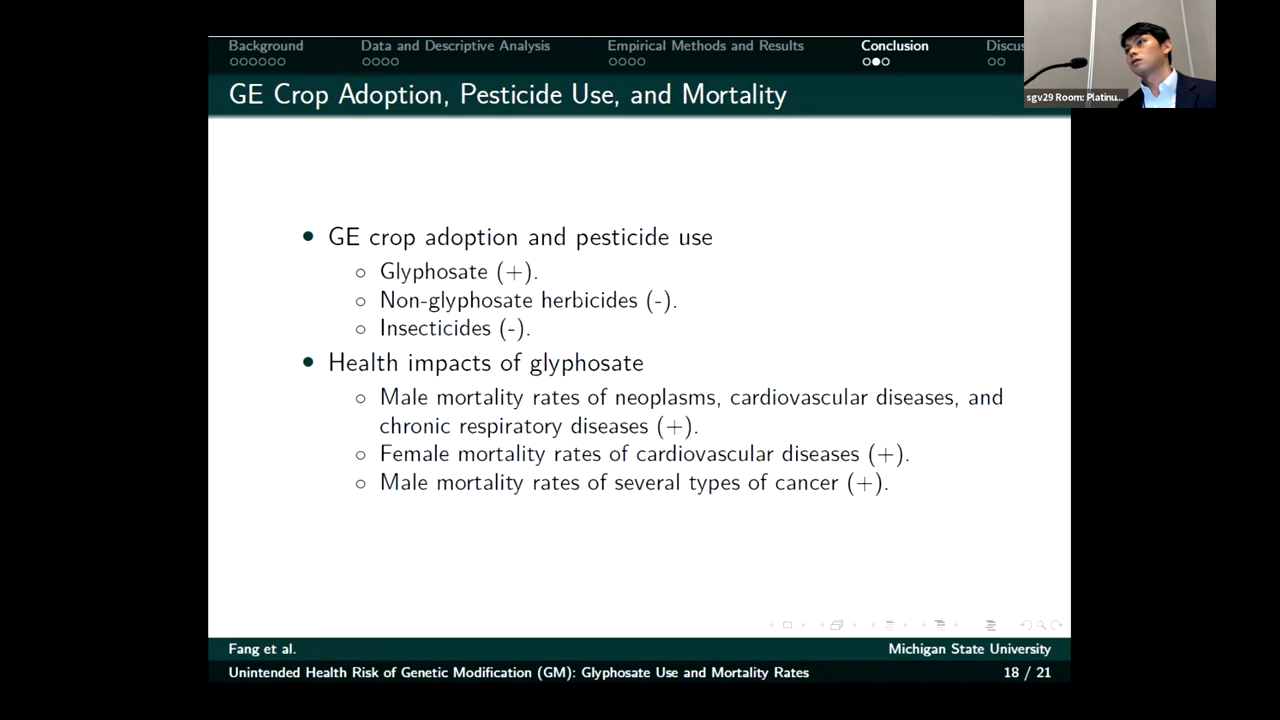 Background Data and Descriptive Analysis Empirical Methods and Results Conclusion
GE Crop Adoption, Pesticide Use, and Mortality
sgv29 Room:
• GE crop adoption and pesticide use
○ Glyphosate (+).
○ Non-glyphosate herbicides (-).
○ Insecticides (-).
• Health impacts of glyphosate
○ Male mortality rates of neoplasms, cardiovascular diseases, and
chronic respiratory diseases (+).
○ Female mortality rates of cardiovascular diseases (+).
○ Male mortality rates of several types of cancer (+).
Fang et al. Michigan State University
Unintended Health Risk of Genetic Modification (GM): Glyphosate Use and Mortality Rates 18 / 21